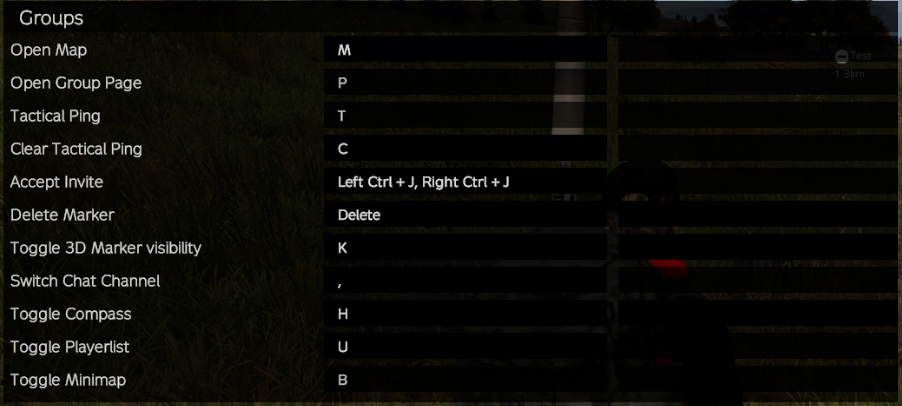 Groups
Open Map M
Test
Open Group Page P
1.3km
Tactical Ping T
Clear Tactical Ping C
Accept Invite Left Ctrl + J, Right Ctrl + J
Delete Marker Delete
Toggle 3D Marker visibility K
Switch Chat Channel ,
Toggle Compass H
Toggle Playerlist U
Toggle Minimap B